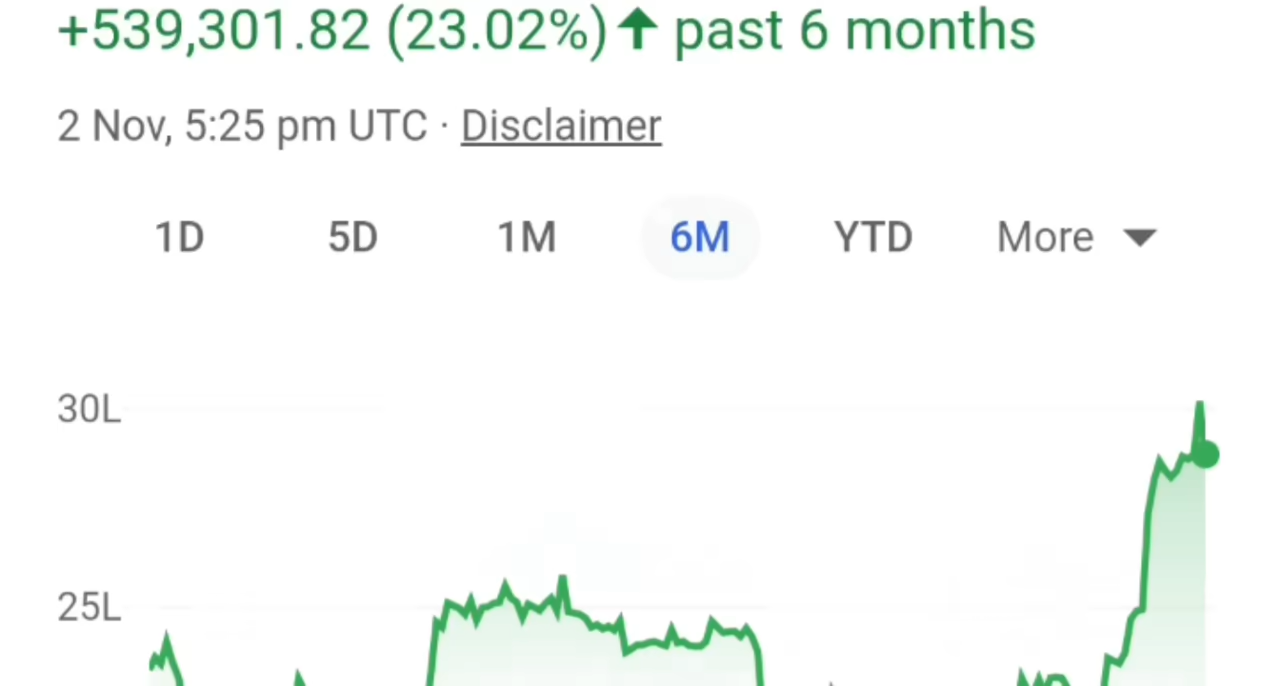 +539,301.82 (23.02%)↑ past 6 months
2 Nov, 5:25 pm UTC · Disclaimer
1D 5D 1M 6M YTD More
30L
25L